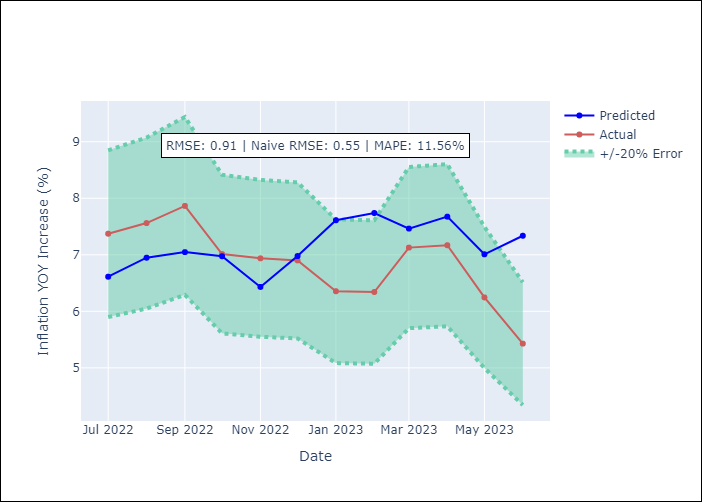 RMSE: 0.91 | Naive RMSE: 0.55 | MAPE: 11.56%
Predicted
Actual
+/-20% Error
Inflation YOY Increase (%)
9
8
7
6
5
Jul 2022
Sep 2022
Nov 2022
Jan 2023
Mar 2023
May 2023
Date